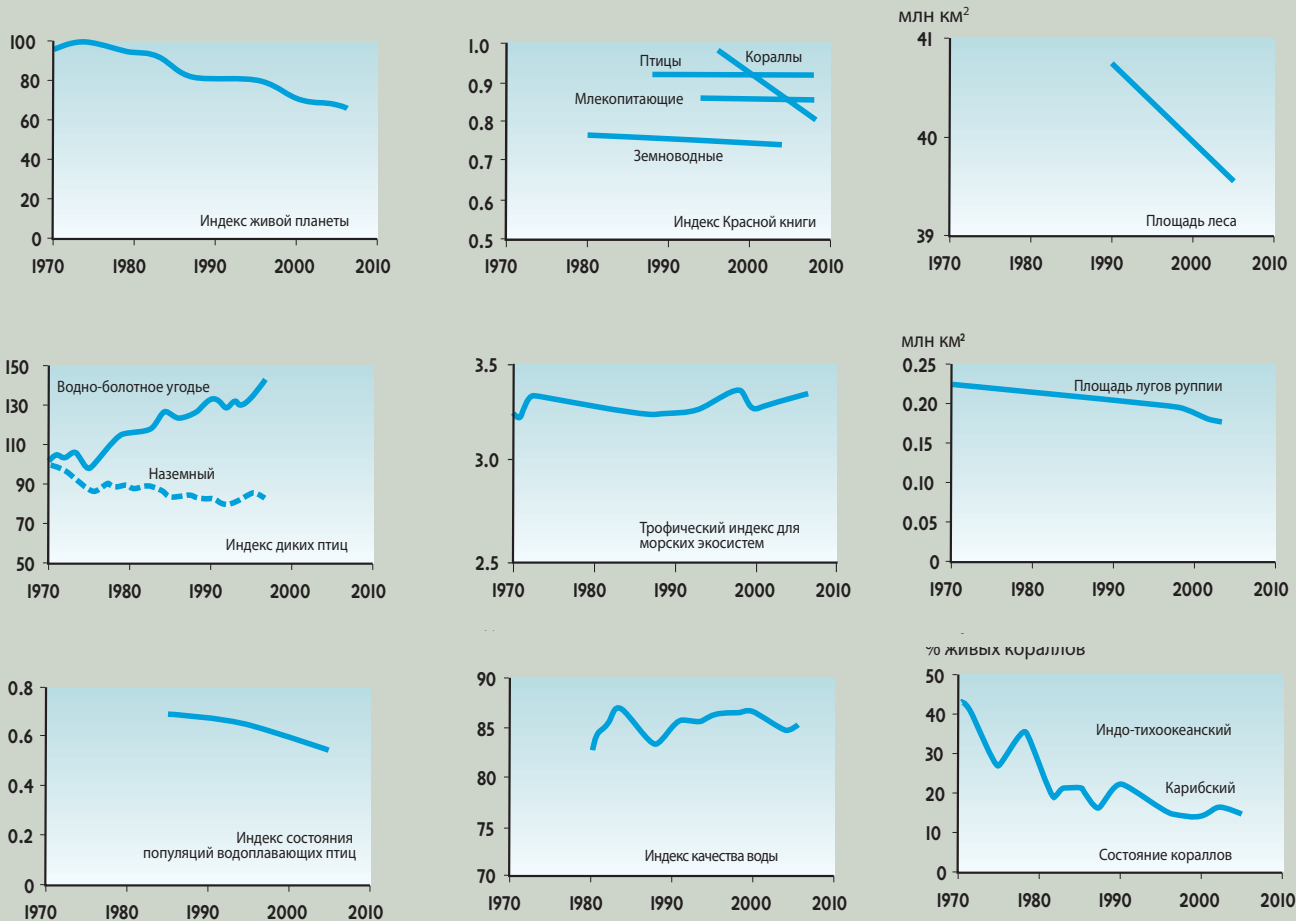 100
80
60
40
20
0
Индекс живой планеты
1970 1980 1990 2000 2010
1.0
0.9
0.8
0.7
0.6
0.5
Птицы
Кораллы
Млекопитающие
Земноводные
Индекс Красной книги
1970 1980 1990 2000 2010
млн км²
41
40
39
Площадь леса
1970 1980 1990 2000 2010
150
130
110
90
70
50
Водно-болотное угодье
Наземный
Индекс диких птиц
1970 1980 1990 2000 2010
3.5
3.0
2.5
Трофический индекс для
морских экосистем
1970 1980 1990 2000 2010
млн км²
0.25
0.20
0.15
0.10
0.05
0
Площадь лугов руппии
1970 1980 1990 2000 2010
0.8
0.6
0.4
0.2
0
Индекс состояния
популяций водоплавающих птиц
1970 1980 1990 2000 2010
90
85
80
75
70
Индекс качества воды
1970 1980 1990 2000 2010
% живых кораллов
50
40
30
20
10
0
Индо-тихоокеанский
Карибский
Состояние кораллов
1970 1980 1990 2000 2010